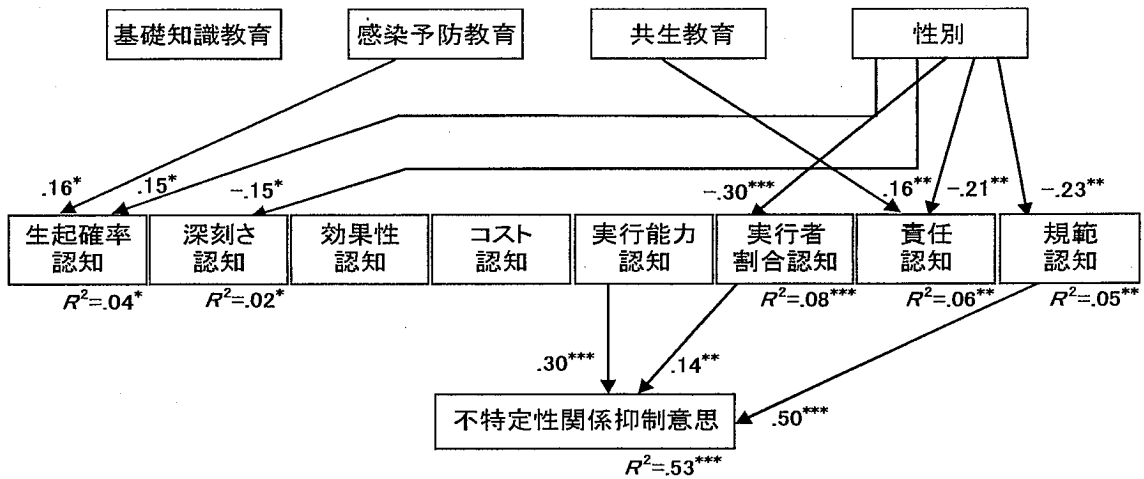 基礎知識教育
感染予防教育
共生教育
性別
.16*
.15*
−.15*
−.30***
.16**
−.21**
−.23**
生起確率
認知
深刻さ
認知
効果性
認知
コスト
認知
実行能力
認知
実行者
割合認知
責任
認知
規範
認知
R²=.04*
R²=.02*
R²=.08***
R²=.06**
R²=.05**
.30***
.14**
.50***
不特定性関係抑制意思
R²=.53***